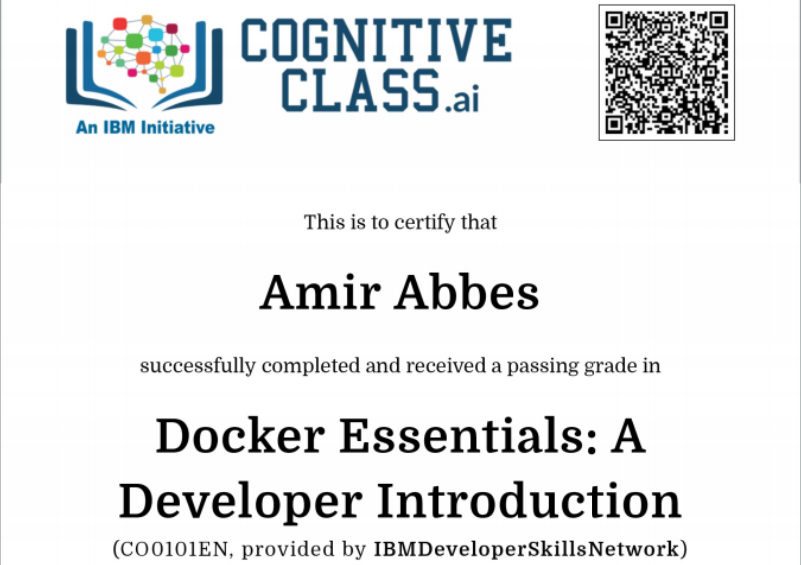 COGNITIVE
CLASS.ai
An IBM Initiative
This is to certify that
Amir Abbes
successfully completed and received a passing grade in
Docker Essentials: A
Developer Introduction
(CO0101EN, provided by IBMDeveloperSkillsNetwork)